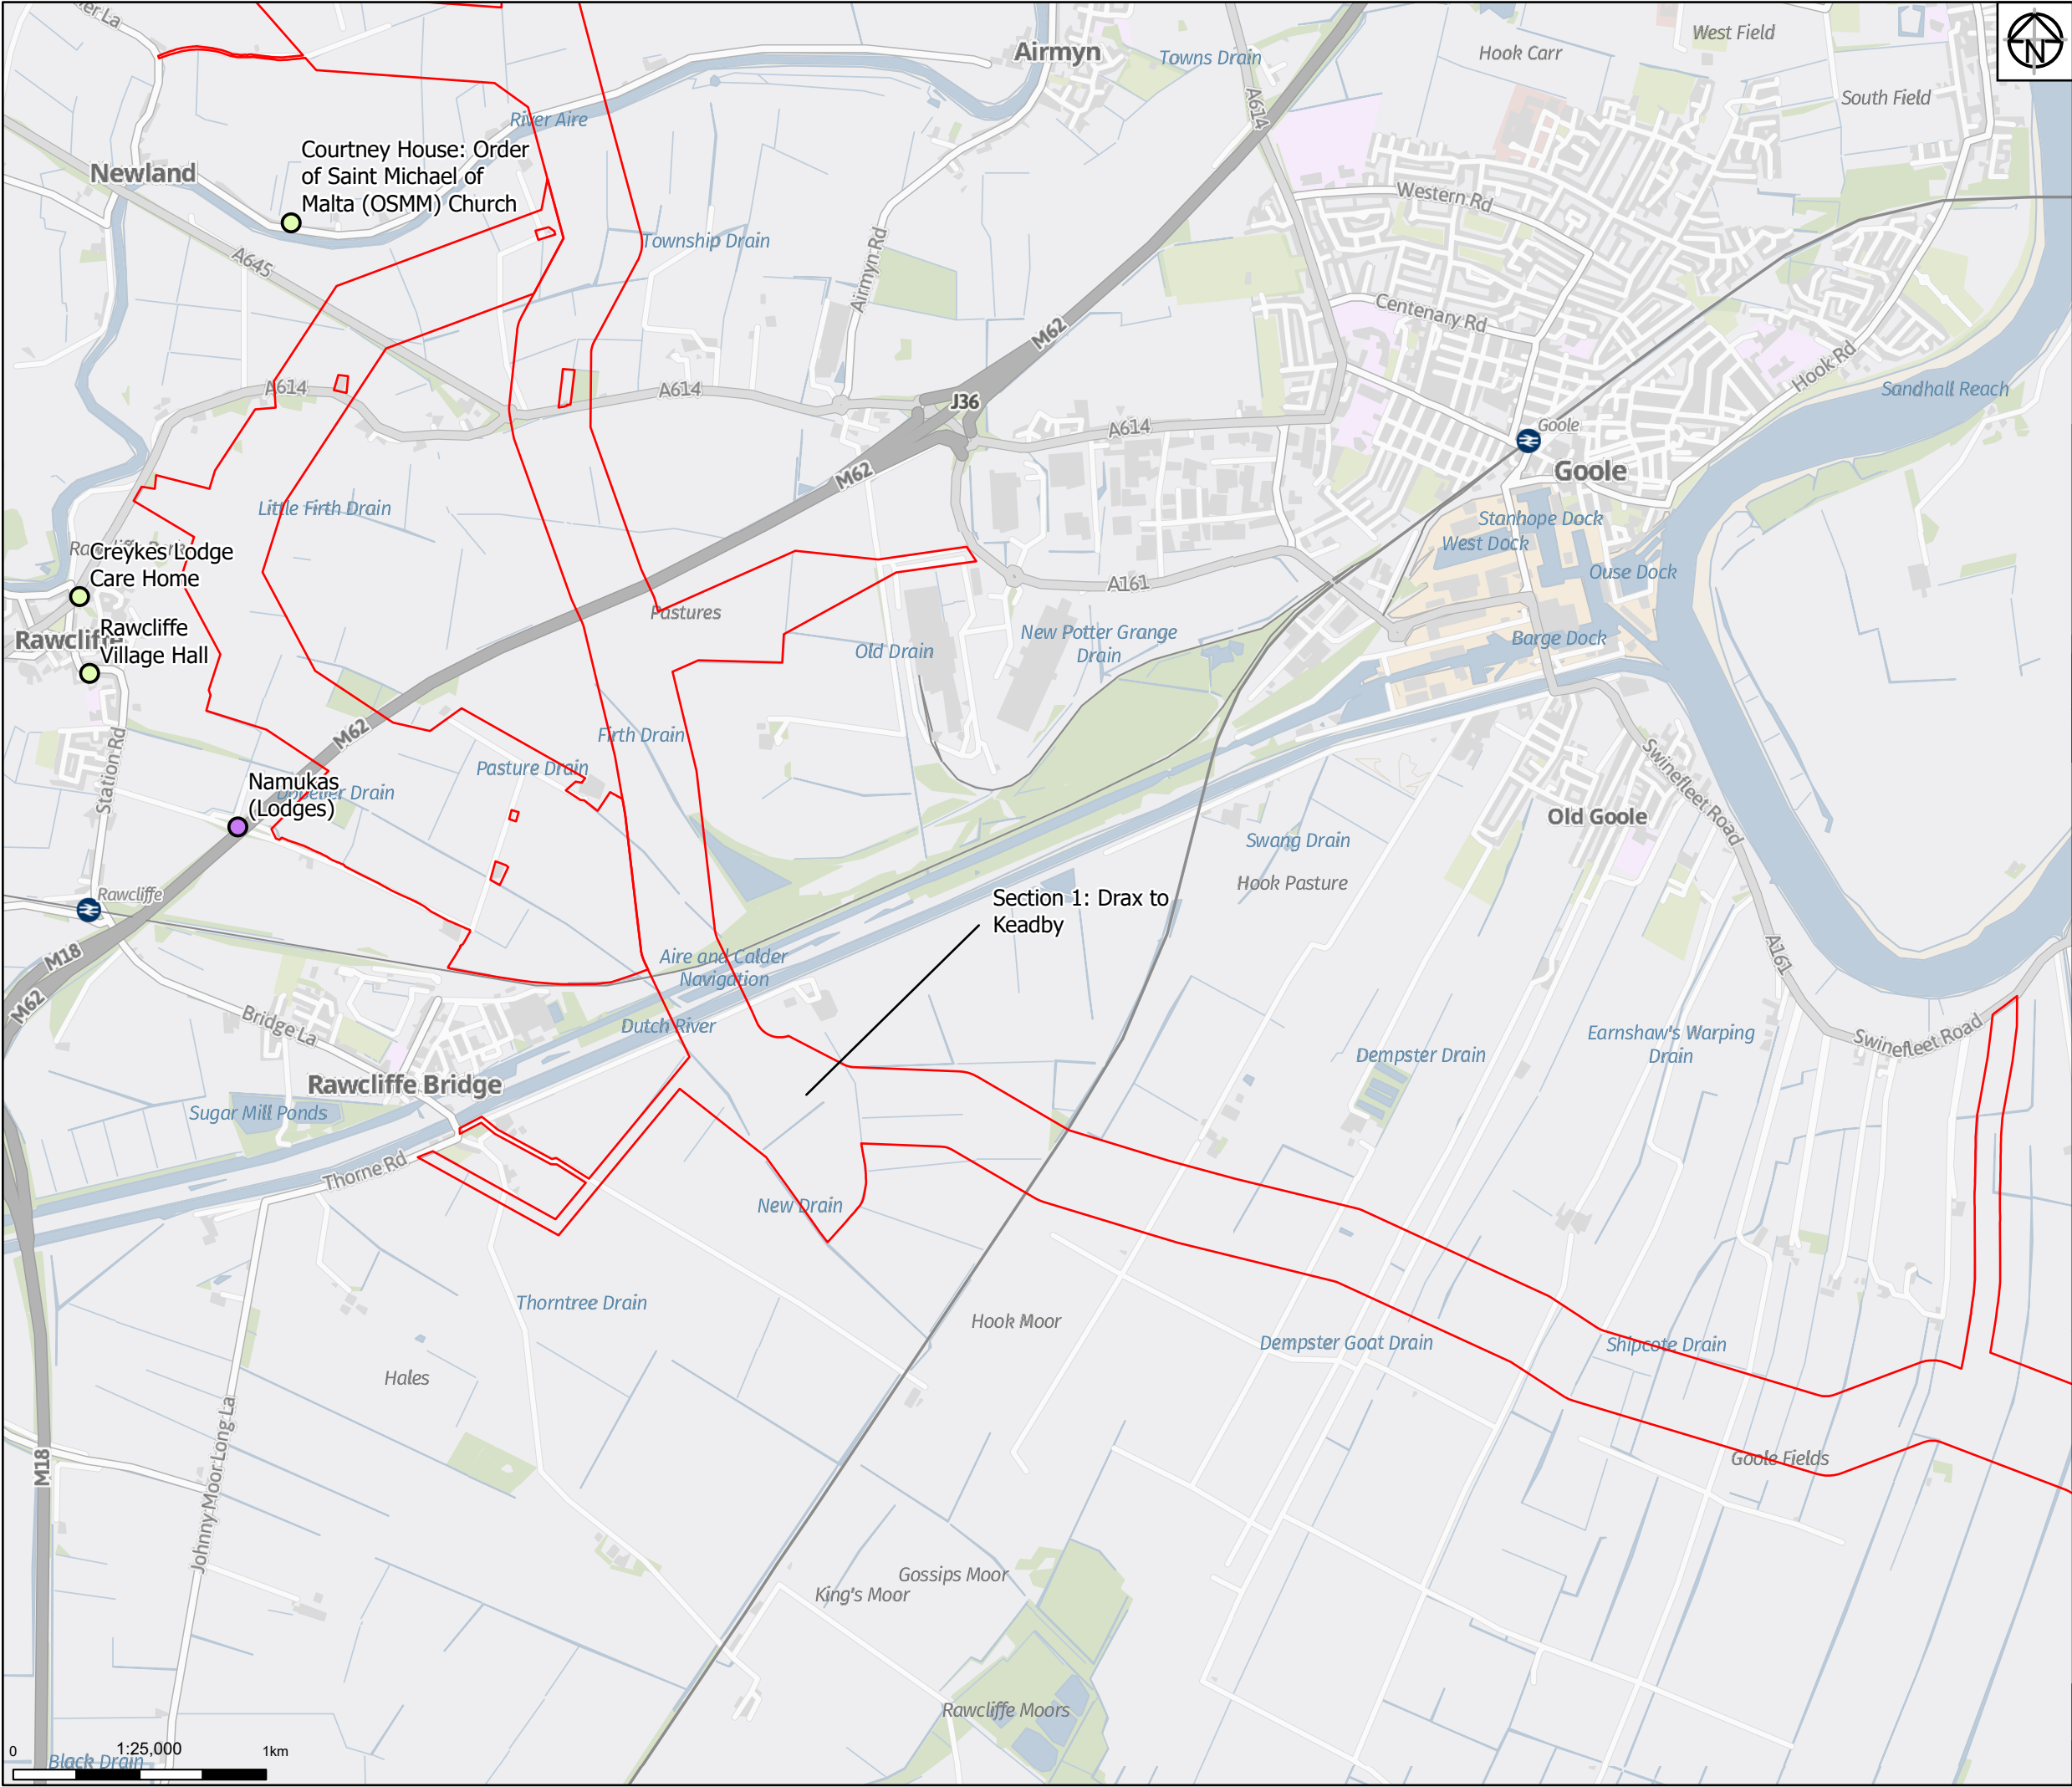 Airmyn
Towns Drain
Hook Carr
West Field
South Field
N
A614
River Aire
Courtney House: Order
of Saint Michael of
Malta (OSMM) Church
Newland
Western Rd
Township Drain
A645
Airmyn Rd
Centenary Rd
M62
Hook Rd
Sandhall Reach
A614
A614
J36
A614
Goole
Goole
M62
Little Firth Drain
Stanhope Dock
West Dock
Creykes Lodge
Care Home
Ouse Dock
A161
Pastures
Rawcliffe
Rawcliffe
Village Hall
New Potter Grange
Drain
Old Drain
Barge Dock
M62
Firth Drain
Pasture Drain
Station Rd
Namukas
(Lodges)
Swinefleet Road
Old Goole
Swang Drain
Hook Pasture
Rawcliffe
Section 1: Drax to
Keadby
M18
M62
Aire and Calder
Navigation
A161
Bridge La
Dutch River
Earnshaw's Warping
Drain
Swinefleet Road
Dempster Drain
Rawcliffe Bridge
Sugar Mill Ponds
Thorne Rd
New Drain
Thorntree Drain
Hook Moor
Dempster Goat Drain
Shipcote Drain
Hales
Johnny Moor Long La
M18
Goole Fields
Gossips Moor
King's Moor
Rawcliffe Moors
0
1:25,000
1km
Black Drain